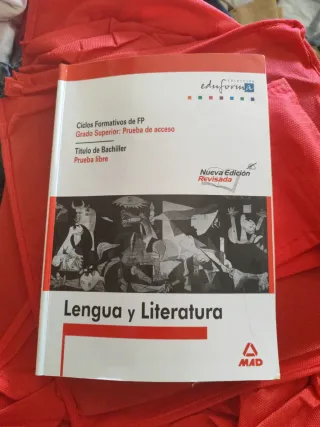 eduforma
Ciclos Formativos de FP
Grado Superior: Prueba de acceso
Título de Bachiller
Prueba libre
Nueva Edición
Revisada
Lengua y Literatura
MAD